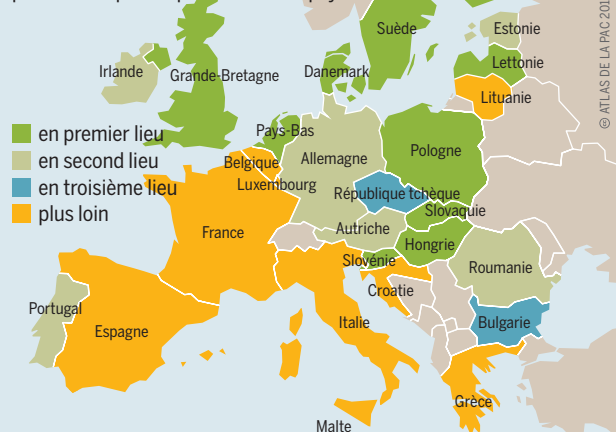 Suède
Estonie
Lettonie
Irlande
Grande-Bretagne
Danemark
Lituanie
© ATLAS DE LA PAC 201
en premier lieu
en second lieu
en troisième lieu
plus loin
Pays-Bas
Belgique
Allemagne
Pologne
Luxembourg
République tchèque
Slovaquie
France
Autriche
Hongrie
Slovénie
Roumanie
Croatie
Portugal
Espagne
Italie
Bulgarie
Grèce
Malte